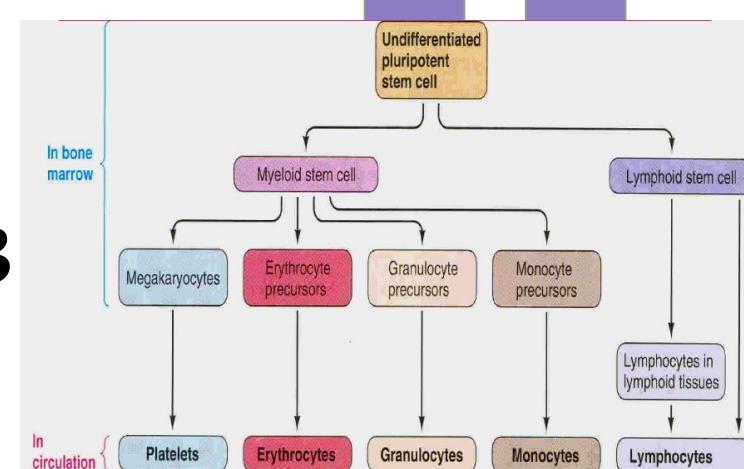 Undifferentiated
pluripotent
stem cell
In bone
marrow
Myeloid stem cell
Lymphoid stem cell
Megakaryocytes
Erythrocyte
precursors
Granulocyte
precursors
Monocyte
precursors
Lymphocytes in
lymphoid tissues
In
circulation
Platelets
Erythrocytes
Granulocytes
Monocytes
Lymphocytes